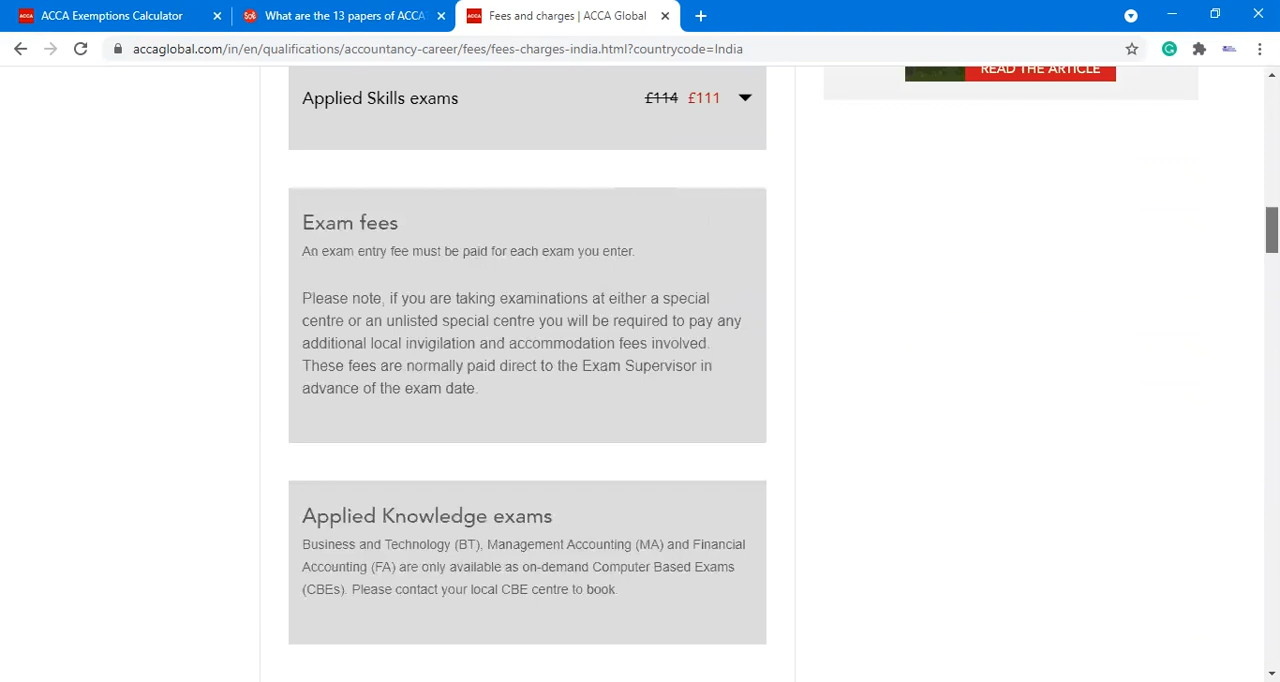 ACCA Exemptions Calculator
What are the 13 papers of ACCA
Fees and charges | ACCA Global
accaglobal.com/in/en/qualifications/accountancy-career/fees/fees-charges-india.html?countrycode=India
READ THE ARTICLE
Applied Skills exams £114 £111
Exam fees
An exam entry fee must be paid for each exam you enter.
Please note, if you are taking examinations at either a special
centre or an unlisted special centre you will be required to pay any
additional local invigilation and accommodation fees involved.
These fees are normally paid direct to the Exam Supervisor in
advance of the exam date.
Applied Knowledge exams
Business and Technology (BT), Management Accounting (MA) and Financial
Accounting (FA) are only available as on-demand Computer Based Exams
(CBEs). Please contact your local CBE centre to book.